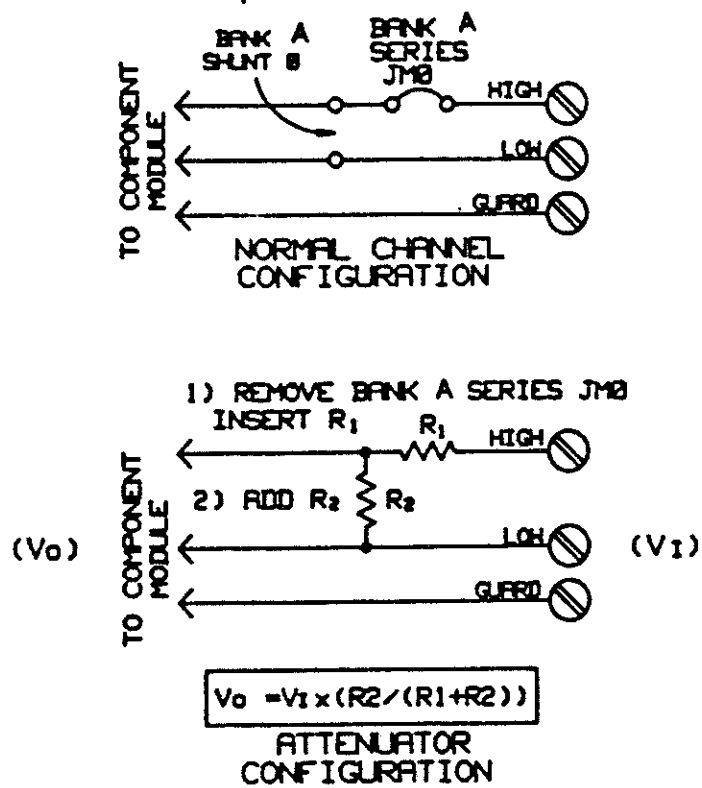 BANK A
SHUNT 0
BANK A
SERIES
JM0
HIGH
LOW
GUARD
TO COMPONENT
MODULE
NORMAL CHANNEL
CONFIGURATION
1) REMOVE BANK A SERIES JM0
INSERT R1
R1
HIGH
2) ADD R2
R2
LOW
GUARD
(VO)
TO COMPONENT
MODULE
(VI)
VO =VI x (R2/(R1+R2))
ATTENUATOR
CONFIGURATION